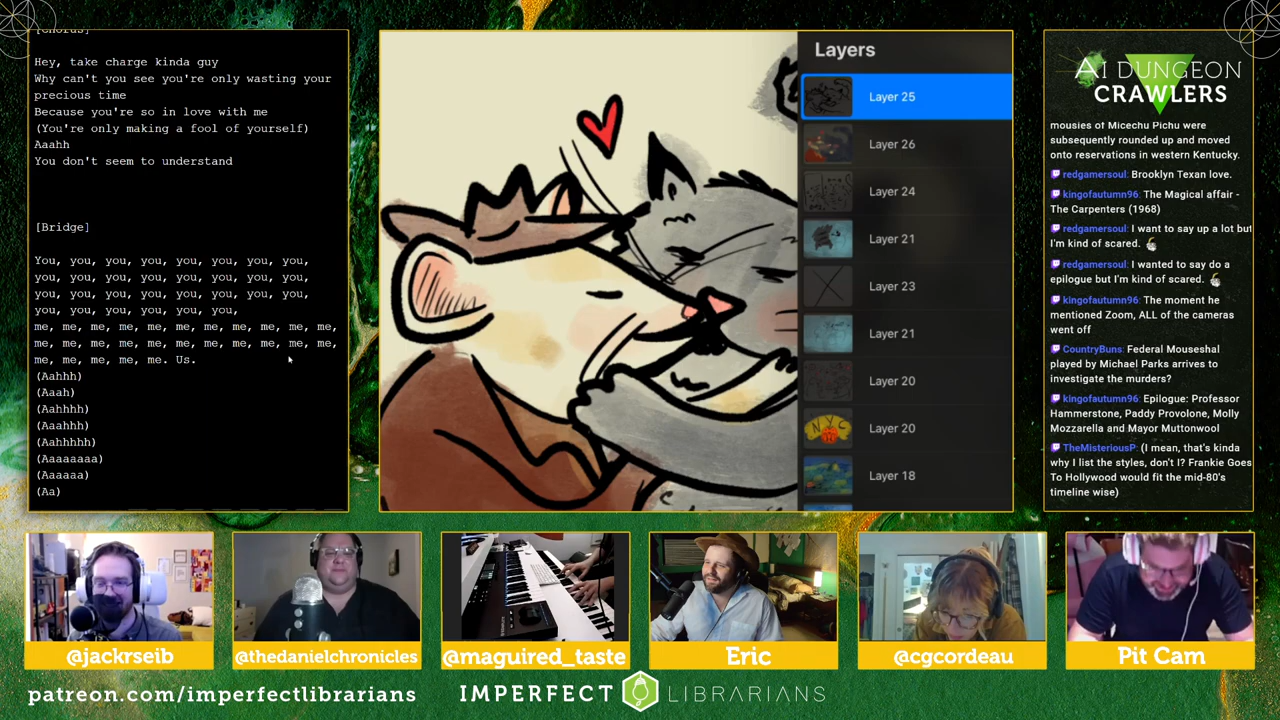 [Chorus]
Hey, take charge kinda guy
Why can't you see you're only wasting your
precious time
Because you're so in love with me
(You're only making a fool of yourself)
Aaahh
You don't seem to understand
[Bridge]
You, you, you, you, you, you, you, you,
you, you, you, you, you, you, you, you,
you, you, you, you, you, you, you, you,
you, you, you, you, you, you,
me, me, me, me, me, me, me, me, me, me, me,
me, me, me, me, me, me, me, me, me, me, me,
me, me, me, me, me. Us.
(Aahhh)
(Aaah)
(Aahhhh)
(Aaahhh)
(Aahhhhh)
(Aaaaaaaa)
(Aaaaaa)
(Aa)
Layers
Layer 25
Layer 26
Layer 24
Layer 21
Layer 23
Layer 21
Layer 20
NYC
Layer 20
Layer 18
AI DUNGEON
CRAWLERS
mousies of Micechu Pichu were
subsequently rounded up and moved
onto reservations in western Kentucky.
redgamersoul: Brooklyn Texan love.
kingofautumn96: The Magical affair -
The Carpenters (1968)
redgamersoul: I want to say up a lot but
I'm kind of scared.
redgamersoul: I wanted to say do a
epilogue but I'm kind of scared.
kingofautumn96: The moment he
mentioned Zoom, ALL of the cameras
went off
CountryBuns: Federal Mouseshal
played by Michael Parks arrives to
investigate the murders?
kingofautumn96: Epilogue: Professor
Hammerstone, Paddy Provolone, Molly
Mozzarella and Mayor Muttonwool
TheMisteriousP: (I mean, that's kinda
why I list the styles, don't I? Frankie Goes
To Hollywood would fit the mid-80's
timeline wise)
@jackrseib
@thedanielchronicles
@maguired_taste
Eric
@cgcordeau
Pit Cam
patreon.com/imperfectlibrarians
IMPERFECT LIBRARIANS